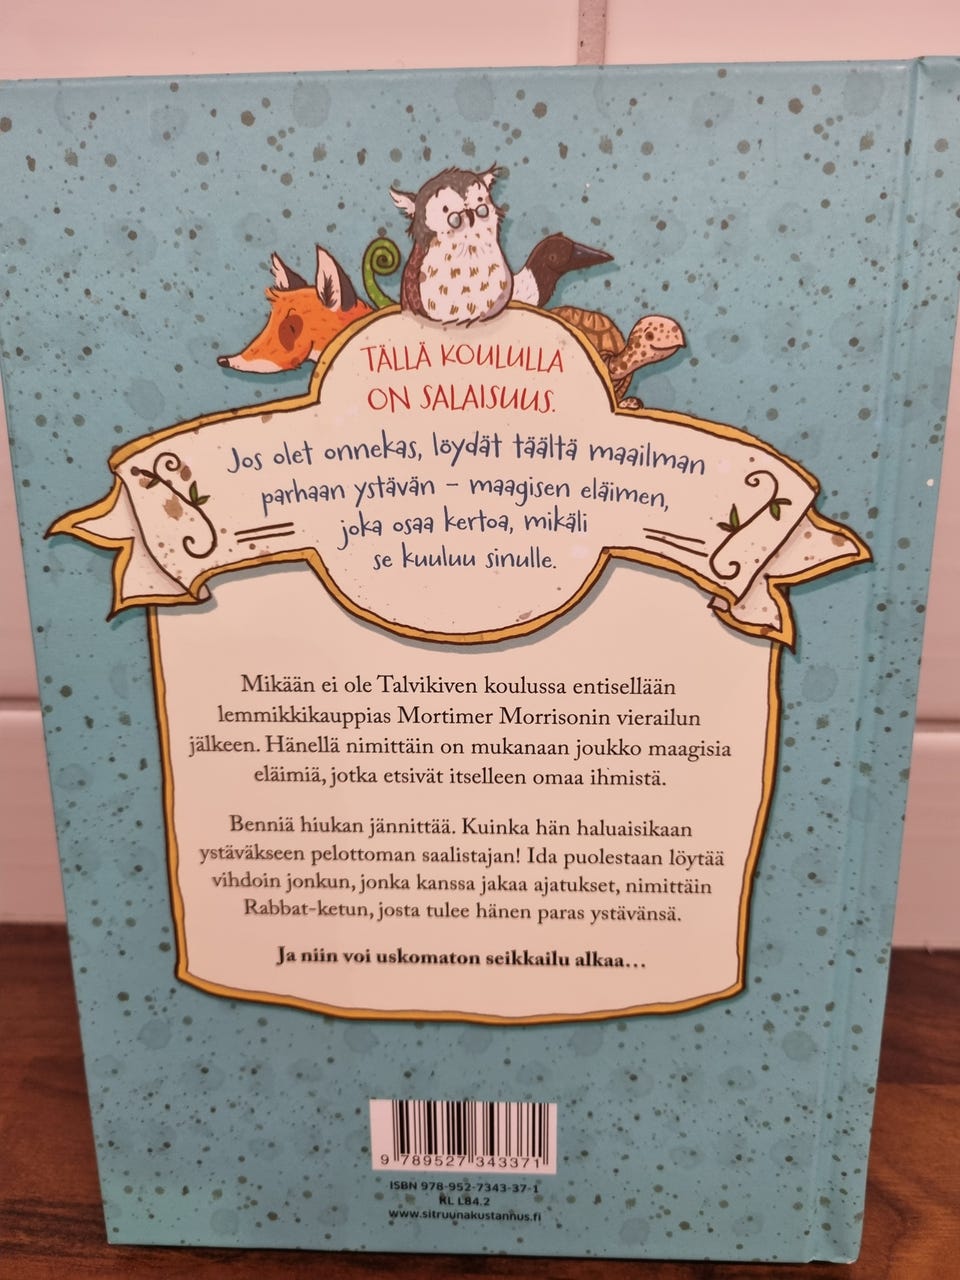 TÄLLÄ KOULULLA
ON SALAISUUS.
Jos olet onnekas, löydät täältä maailman
parhaan ystävän – maagisen eläimen,
joka osaa kertoa, mikäli
se kuuluu sinulle.
Mikään ei ole Talvikiven koulussa entisellään
lemmikkikauppias Mortimer Morrisonin vierailun
jälkeen. Hänellä nimittäin on mukanaan joukko maagisia
eläimiä, jotka etsivät itselleen omaa ihmistä.
Benniä hiukan jännittää. Kuinka hän haluaisikaan
ystäväkseen pelottoman saalistajan! Ida puolestaan löytää
vihdoin jonkun, jonka kanssa jakaa ajatukset, nimittäin
Rabbat-ketun, josta tulee hänen paras ystävänsä.
Ja niin voi uskomaton seikkailu alkaa...
9 789527 343371
ISBN 978-952-7343-37-1
KL L84.2
www.sitruunakustannus.fi